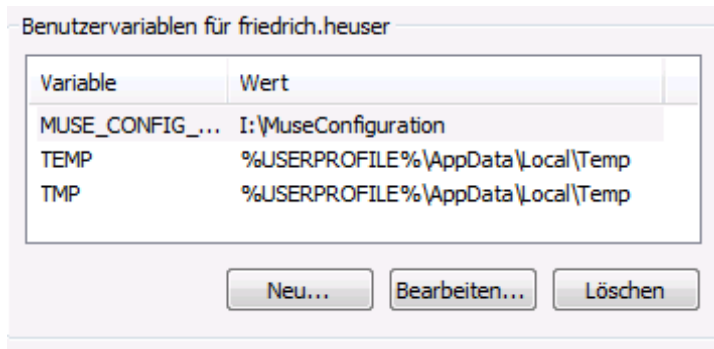 Benutzervariablen für friedrich.heuser
Variable Wert
MUSE_CONFIG_... I:\MuseConfiguration
TEMP %USERPROFILE%\AppData\Local\Temp
TMP %USERPROFILE%\AppData\Local\Temp
Neu... Bearbeiten... Löschen